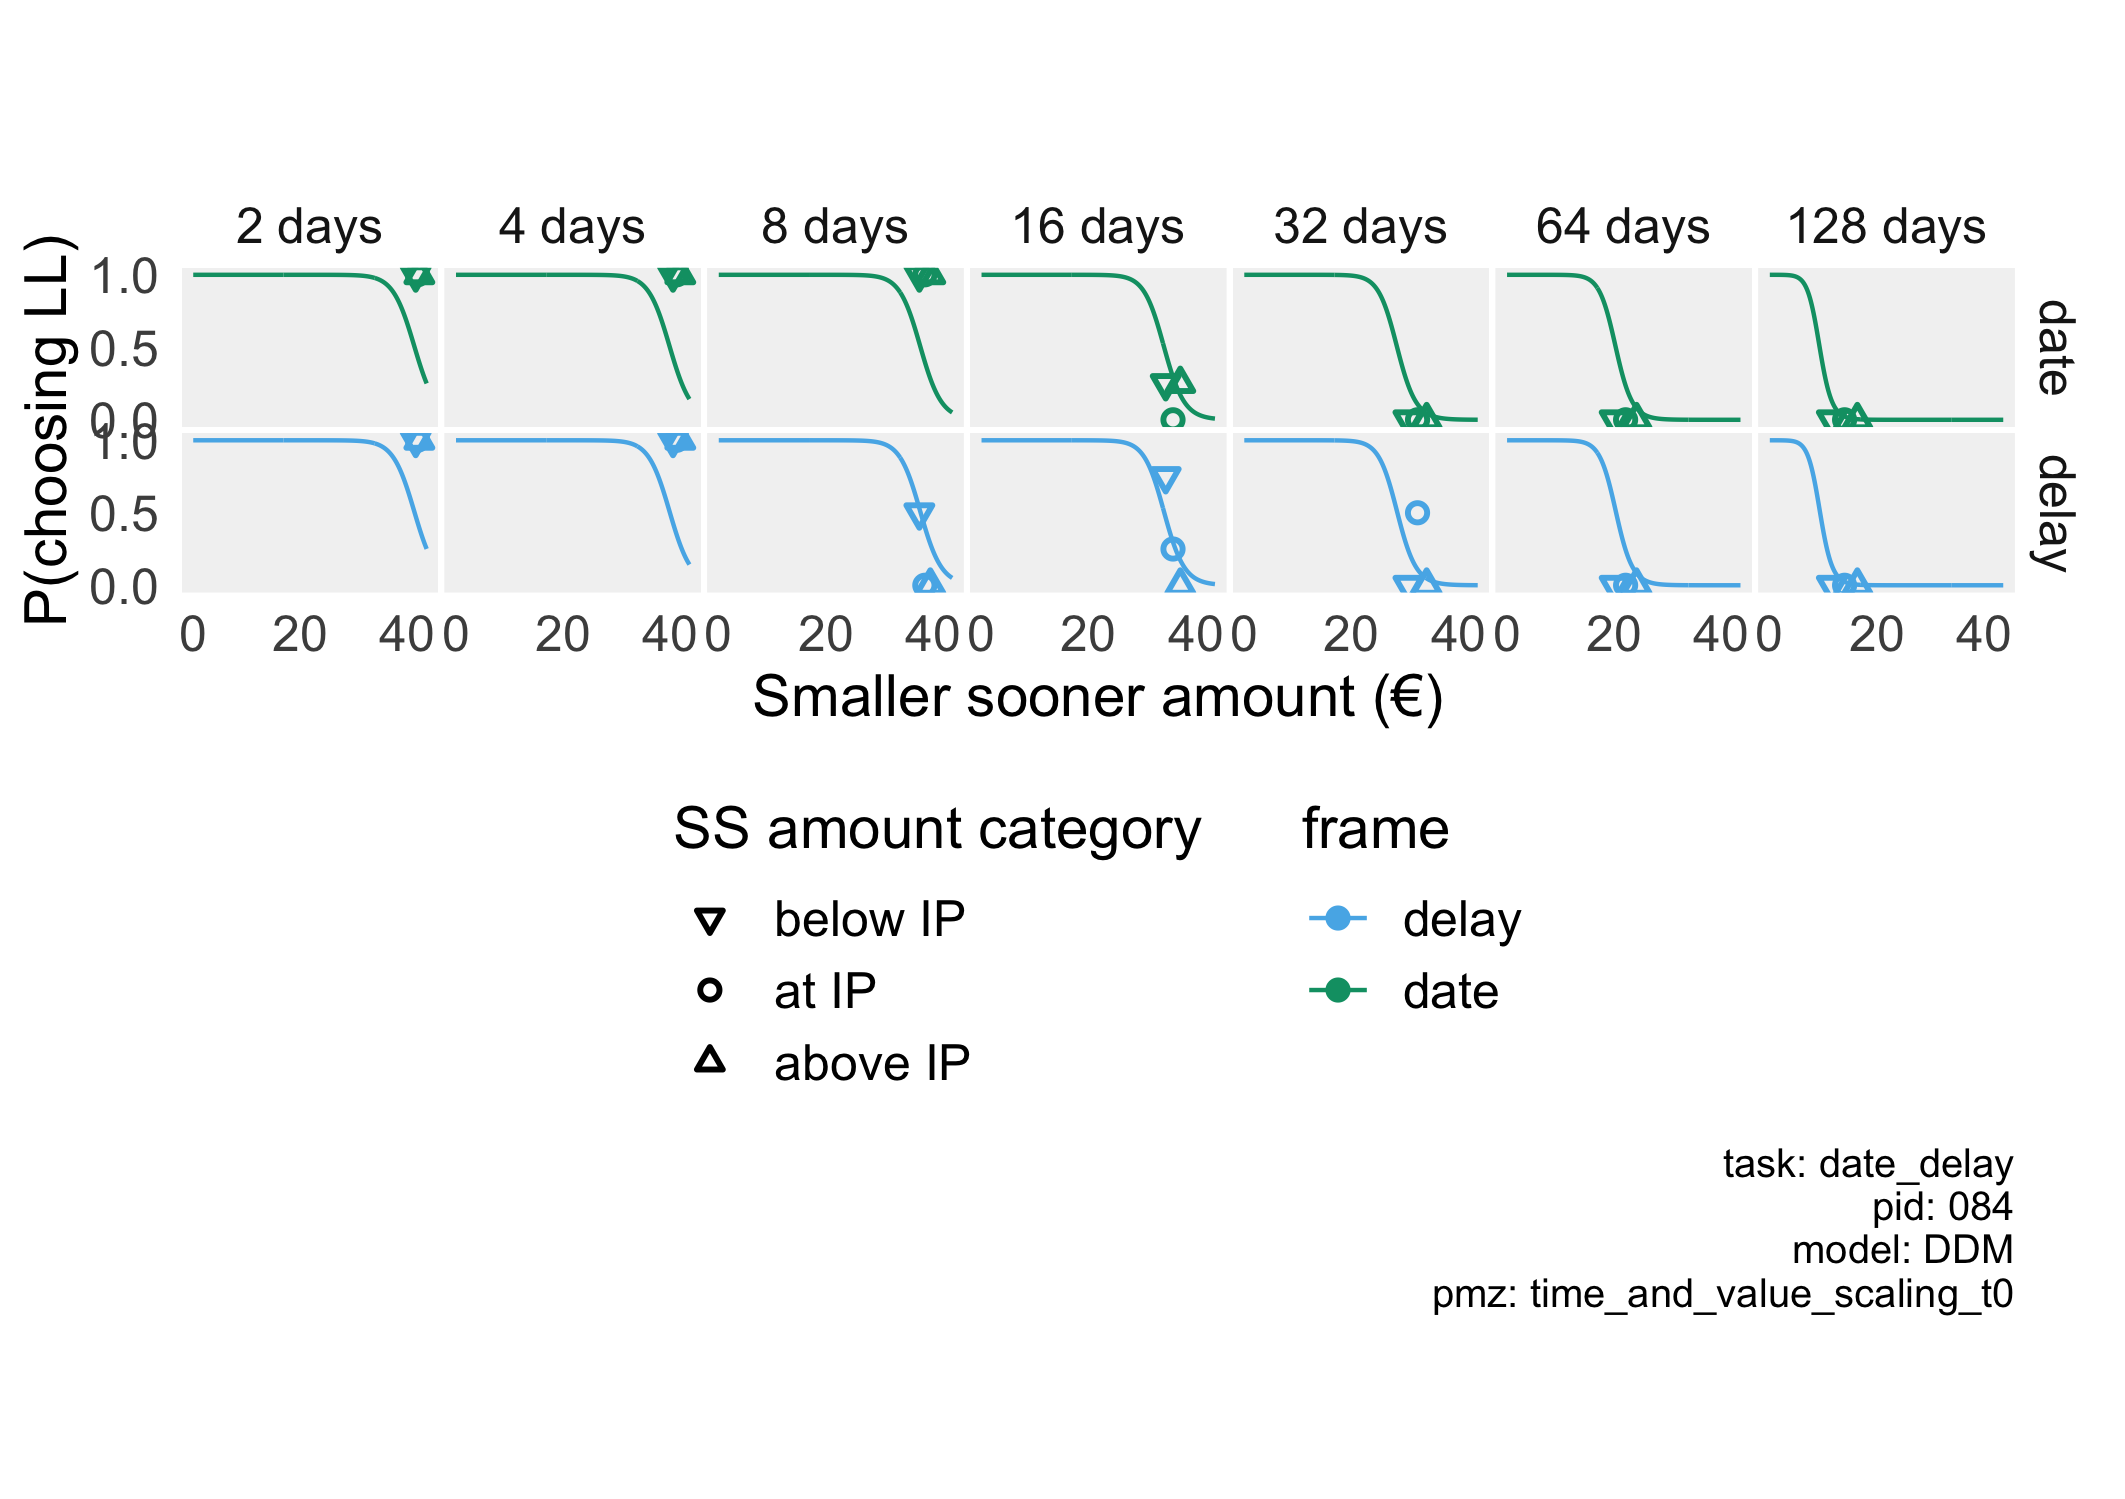 2 days 4 days 8 days 16 days 32 days 64 days 128 days
P(choosing LL)
1.0
0.5
0.0
date
1.0
0.5
0.0
delay
0 20 40 0 20 40 0 20 40 0 20 40 0 20 40 0 20 40 0 20 40
Smaller sooner amount (€)
SS amount category
below IP
at IP
above IP
frame
delay
date
task: date_delay
pid: 084
model: DDM
pmz: time_and_value_scaling_t0